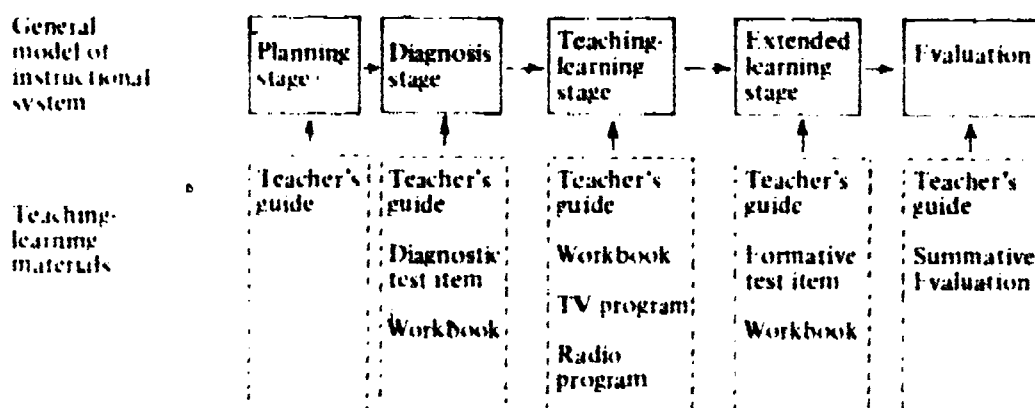 General
model of
instructional
system
Planning
stage
Diagnosis
stage
Teaching-
learning
stage
Extended
learning
stage
Evaluation
Teaching-
learning
materials
Teacher's
guide
Teacher's
guide
Diagnostic
test item
Workbook
Teacher's
guide
Workbook
TV program
Radio
program
Teacher's
guide
Formative
test item
Workbook
Teacher's
guide
Summative
Evaluation